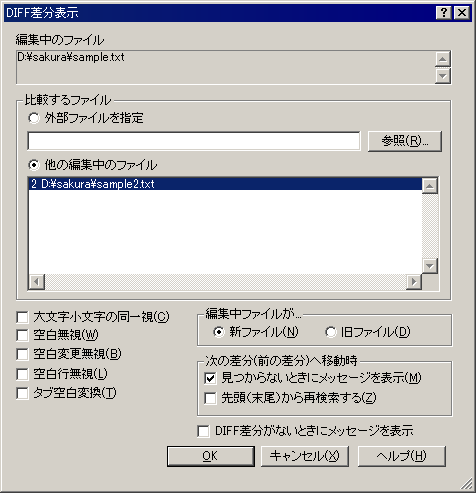 DIFF差分表示
編集中のファイル
D:¥sakura¥sample.txt
比較するファイル
外部ファイルを指定
参照(R)...
他の編集中のファイル
2 D:¥sakura¥sample2.txt
大文字小文字の同一視(C)
空白無視(W)
空白変更無視(B)
空白行無視(L)
タブ空白変換(T)
編集中ファイルが...
新ファイル(N) 旧ファイル(D)
次の差分(前の差分)へ移動時
見つからないときにメッセージを表示(M)
先頭(末尾)から再検索する(Z)
DIFF差分がないときにメッセージを表示
OK キャンセル(X) ヘルプ(H)